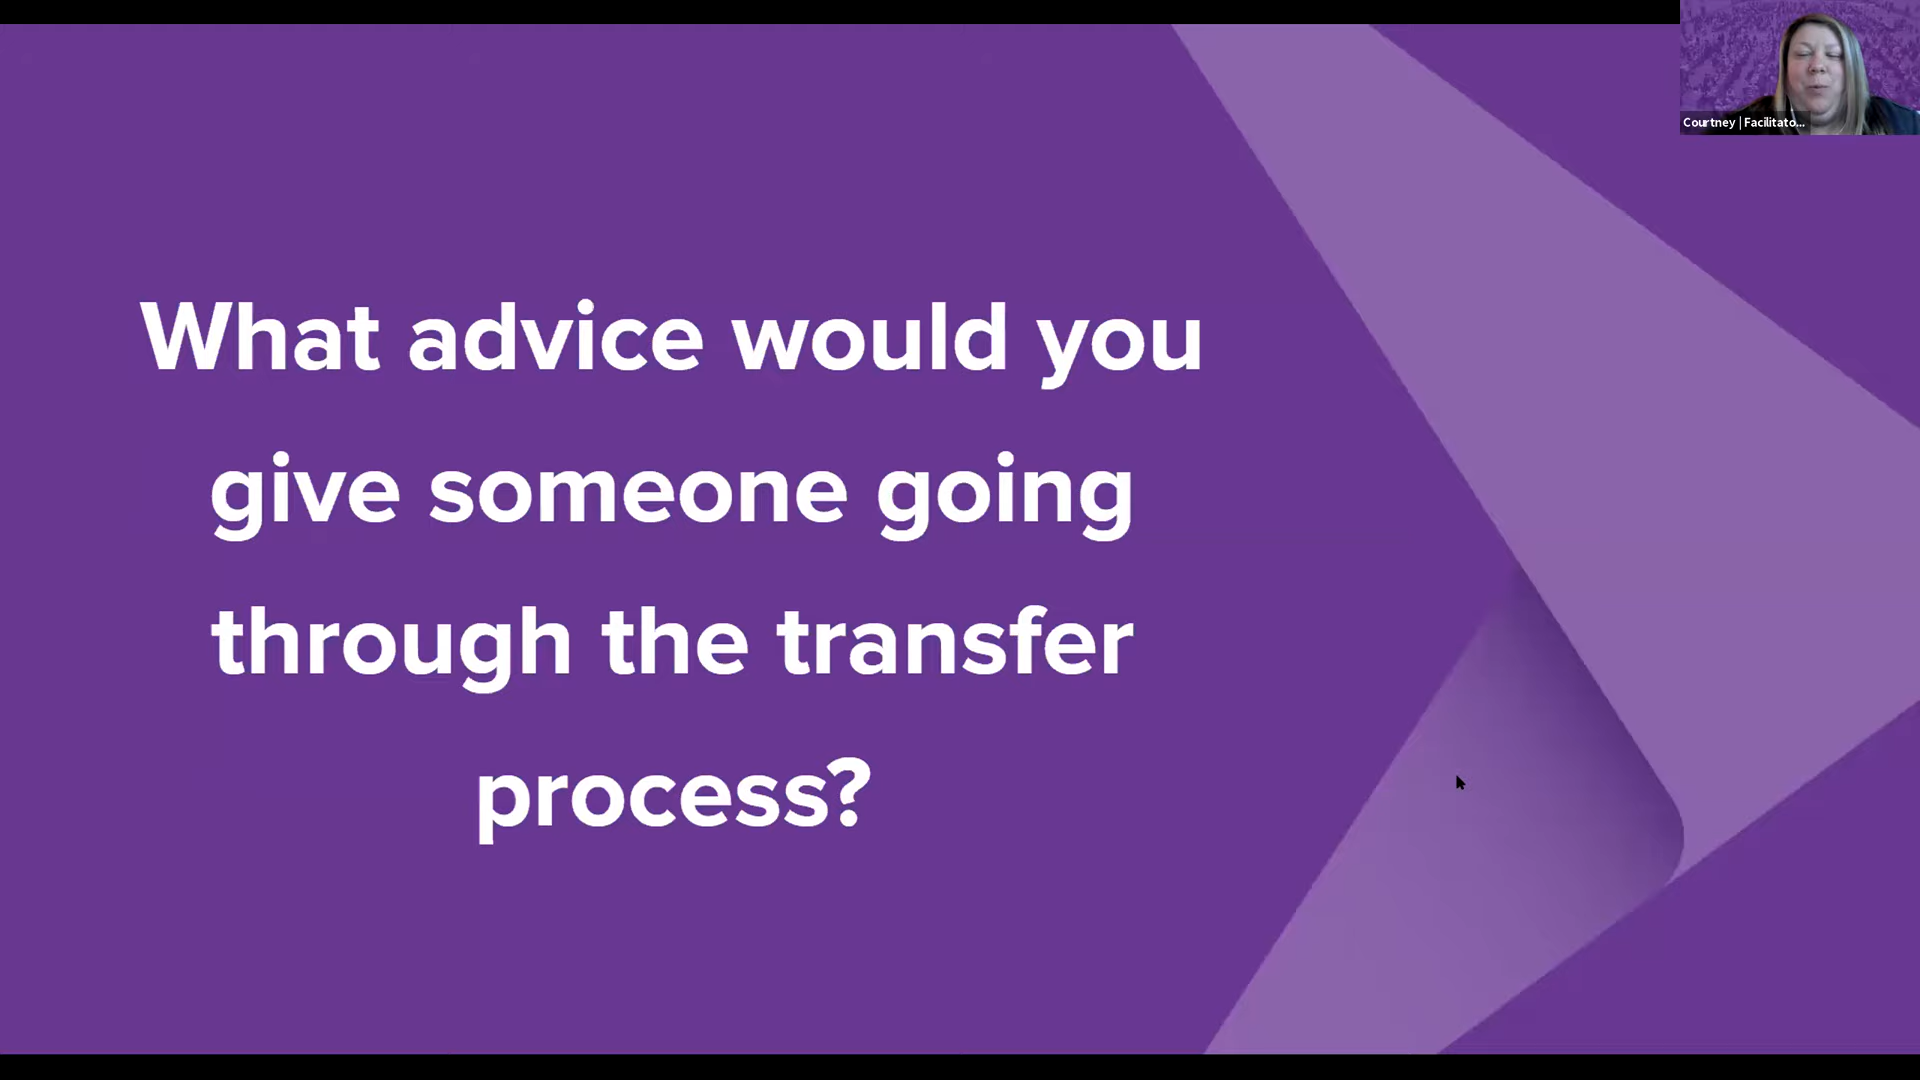 Courtney | Facilitato...
What advice would you
give someone going
through the transfer
process?